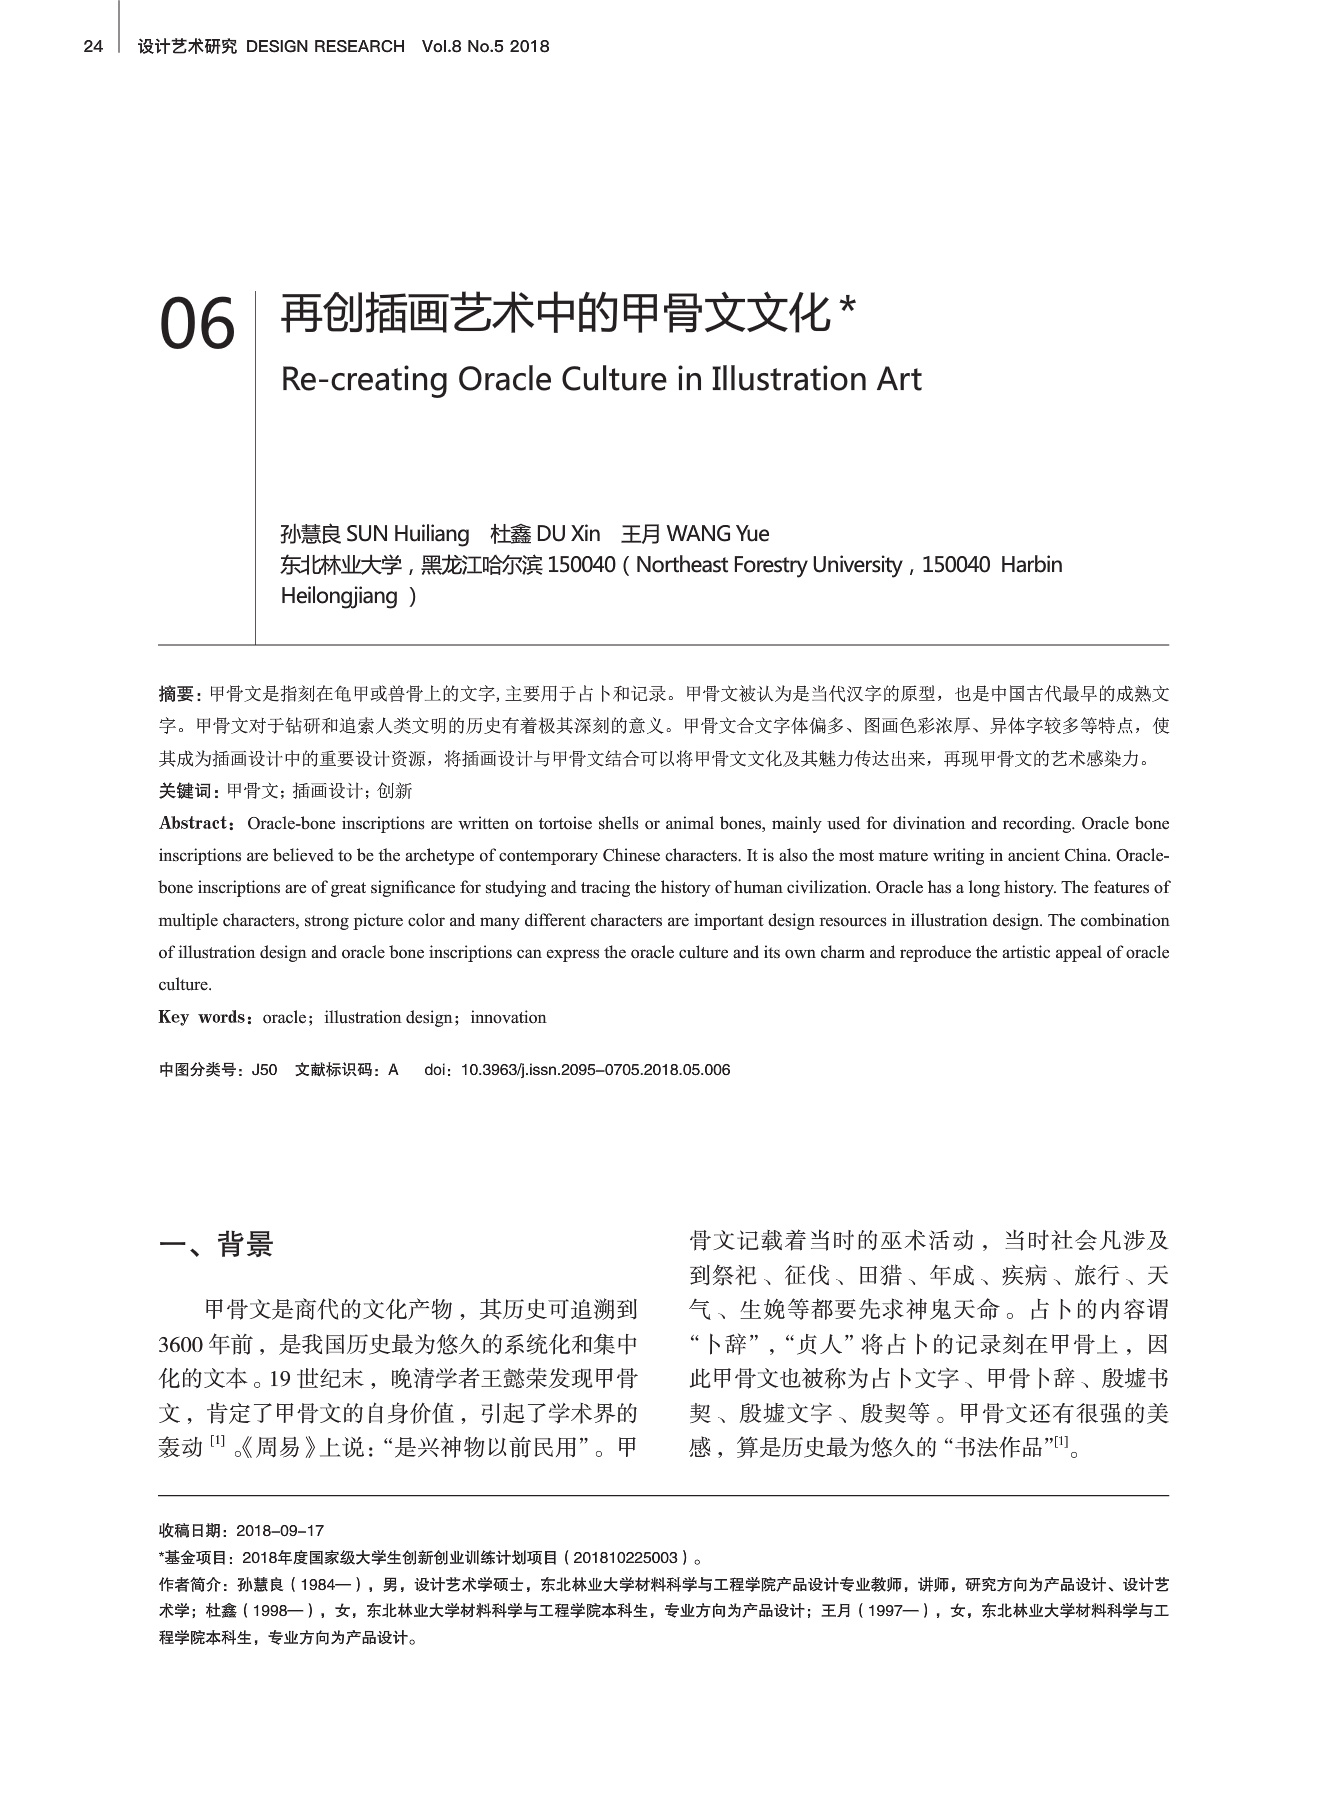 24 设计艺术研究 DESIGN RESEARCH Vol.8 No.5 2018
06
再创插画艺术中的甲骨文文化*
Re-creating Oracle Culture in Illustration Art
孙慧良 SUN Huiliang 杜鑫 DU Xin 王月 WANG Yue
东北林业大学，黑龙江哈尔滨 150040（Northeast Forestry University，150040 Harbin
Heilongjiang ）
摘要：甲骨文是指刻在龟甲或兽骨上的文字,主要用于占卜和记录。甲骨文被认为是当代汉字的原型，也是中国古代最早的成熟文
字。甲骨文对于钻研和追索人类文明的历史有着极其深刻的意义。甲骨文合文字体偏多、图画色彩浓厚、异体字较多等特点，使
其成为插画设计中的重要设计资源，将插画设计与甲骨文结合可以将甲骨文文化及其魅力传达出来，再现甲骨文的艺术感染力。
关键词：甲骨文；插画设计；创新
Abstract： Oracle-bone inscriptions are written on tortoise shells or animal bones, mainly used for divination and recording. Oracle bone
inscriptions are believed to be the archetype of contemporary Chinese characters. It is also the most mature writing in ancient China. Oracle-
bone inscriptions are of great significance for studying and tracing the history of human civilization. Oracle has a long history. The features of
multiple characters, strong picture color and many different characters are important design resources in illustration design. The combination
of illustration design and oracle bone inscriptions can express the oracle culture and its own charm and reproduce the artistic appeal of oracle
culture.
Key words：oracle；illustration design；innovation
中图分类号：J50 文献标识码：A doi：10.3963/j.issn.2095-0705.2018.05.006
一、背景
甲骨文是商代的文化产物，其历史可追溯到
3600 年前，是我国历史最为悠久的系统化和集中
化的文本。19 世纪末，晚清学者王懿荣发现甲骨
文，肯定了甲骨文的自身价值，引起了学术界的
轰动[1]。《周易》上说：“是兴神物以前民用”。甲
骨文记载着当时的巫术活动，当时社会凡涉及
到祭祀、征伐、田猎、年成、疾病、旅行、天
气、生娩等都要先求神鬼天命。占卜的内容谓
“卜辞”，“贞人”将占卜的记录刻在甲骨上，因
此甲骨文也被称为占卜文字、甲骨卜辞、殷墟书
契、殷墟文字、殷契等。甲骨文还有很强的美
感，算是历史最为悠久的“书法作品”[1]。
收稿日期：2018-09-17
*基金项目：2018年度国家级大学生创新创业训练计划项目（201810225003）。
作者简介：孙慧良（1984—），男，设计艺术学硕士，东北林业大学材料科学与工程学院产品设计专业教师，讲师，研究方向为产品设计、设计艺
术学；杜鑫（1998—），女，东北林业大学材料科学与工程学院本科生，专业方向为产品设计；王月（1997—），女，东北林业大学材料科学与工
程学院本科生，专业方向为产品设计。